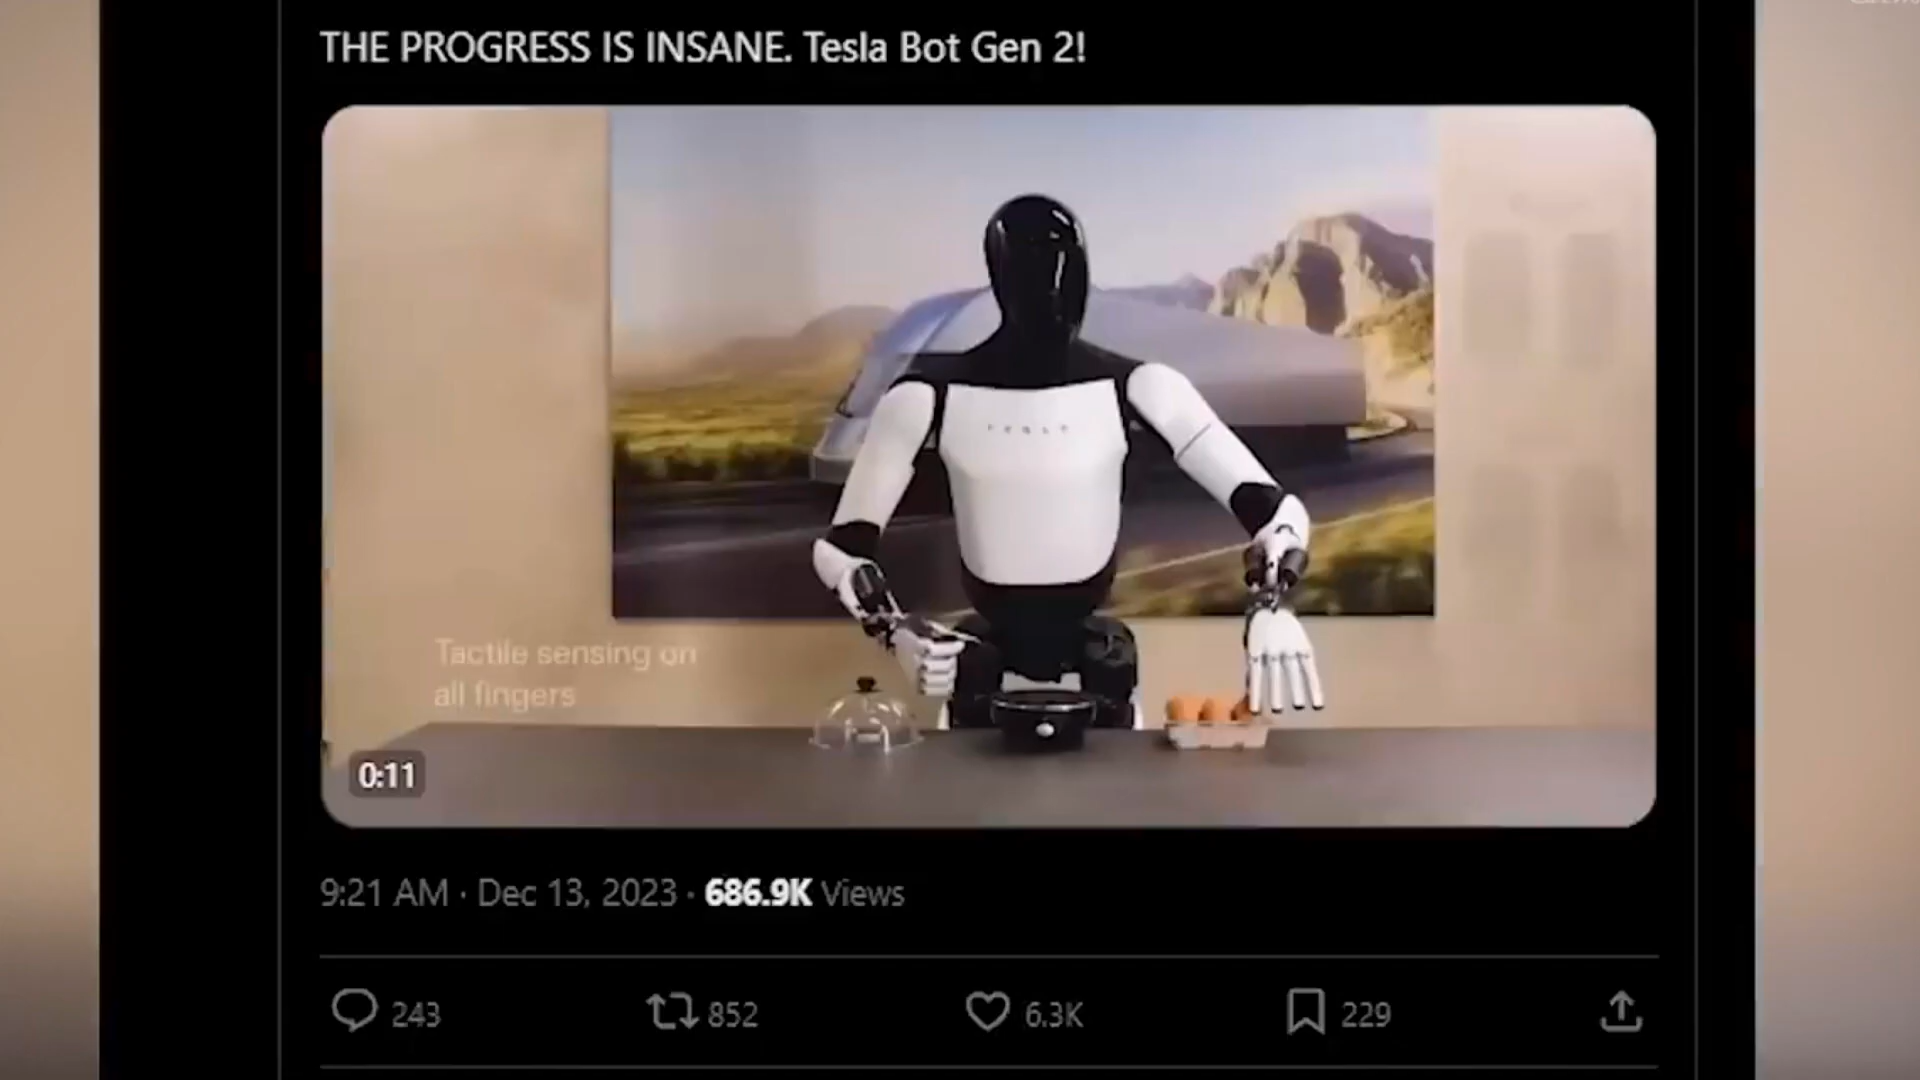 THE PROGRESS IS INSANE. Tesla Bot Gen 2!
TESLA
Tactile sensing on
all fingers
0:11
9:21 AM · Dec 13, 2023 · 686.9K Views
243 852 6.3K 229